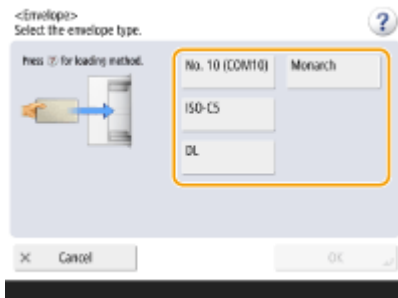 <Envelope>
Select the envelope type.
?
Press ? for loading method.
No. 10 (COM10)
Monarch
ISO-C5
DL
× Cancel
OK